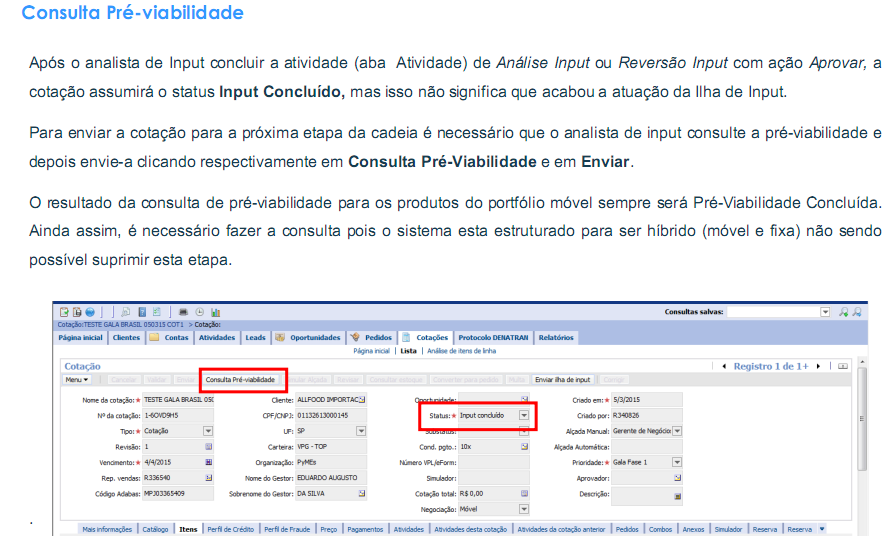 Consulta Pré-viabilidade
Após o analista de Input concluir a atividade (aba Atividade) de Análise Input ou Reversão Input com ação Aprovar, a
cotação assumirá o status Input Concluído, mas isso não significa que acabou a atuação da Ilha de Input.
Para enviar a cotação para a próxima etapa da cadeia é necessário que o analista de input consulte a pré-viabilidade e
depois envie-a clicando respectivamente em Consulta Pré-Viabilidade e em Enviar.
O resultado da consulta de pré-viabilidade para os produtos do portfólio móvel sempre será Pré-Viabilidade Concluída.
Ainda assim, é necessário fazer a consulta pois o sistema esta estruturado para ser híbrido (móvel e fixa) não sendo
possível suprimir esta etapa.
Consultas salvas:
Cotação:TESTE GALA BRASIL 050315 COT1 > Cotação:
Página inicial Clientes Contas Atividades Leads Oportunidades Pedidos Cotações Protocolo DENATRAN Relatórios
Página inicial | Lista | Análise de itens de linha
Cotação Registro 1 de 1+
Menu Cancelar Validar Enviar Consulta Pré-viabilidade Enviar ilha de input
Nome da cotação: TESTE GALA BRASIL 05 Cliente: ALLFOOD IMPORTAC Oportunidade: Criado em: 5/3/2015
Nº da cotação: 1-6OVD9H5 CPF/CNPJ: 01132613000145 Status: Input concluído Criado por: R340826
Tipo: Cotação UF: SP Substatus: Alçada Manual: Gerente de Negócios
Revisão: 1 Carteira: VPG - TOP Cond. pgto.: 10x Alçada Automática:
Vencimento: 4/4/2015 Organização: PyMEs Número VPL/eForm: Prioridade: Gala Fase 1
Rep. vendas: R336540 Nome do Gestor: EDUARDO AUGUSTO Simulador: Aprovador:
Código Adabas: MPJ03365409 Sobrenome do Gestor: DA SILVA Cotação total: R$ 0,00 Descrição:
Negociação: Móvel
.
Mais informações Catálogo Itens Perfil de Crédito Perfil de Fraude Preço Pagamentos Atividades Atividades desta cotação Atividades da cotação anterior Pedidos Combos Anexos Simulador Reserva Reserva